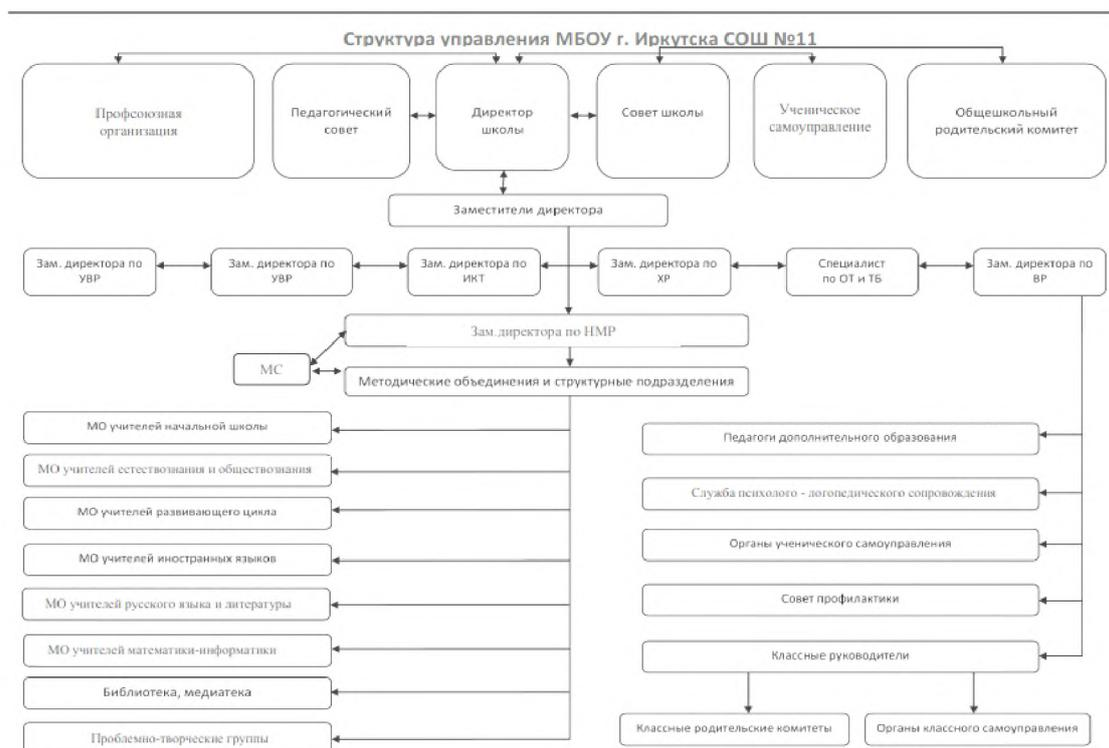 Структура управления МБОУ г. Иркутска СОШ №11
Профсоюзная
организация
Педагогический
совет
Директор
школы
Совет школы
Ученическое
самоуправление
Общешкольный
родительский комитет
Заместители директора
Зам. директора по
УВР
Зам. директора по
УВР
Зам. директора по
ИКТ
Зам. директора по
ХР
Специалист
по ОТ и ТБ
Зам. директора по
ВР
Зам.директора по НМР
МС
Методические объединения и структурные подразделения
МО учителей начальной школы
МО учителей естествознания и обществознания
МО учителей развивающего цикла
МО учителей иностранных языков
МО учителей русского языка и литературы
МО учителей математики-информатики
Библиотека, медиатека
Проблемно-творческие группы
Педагоги дополнительного образования
Служба психолого - логопедического сопровождения
Органы ученического самоуправления
Совет профилактики
Классные руководители
Классные родительские комитеты
Органы классного самоуправления